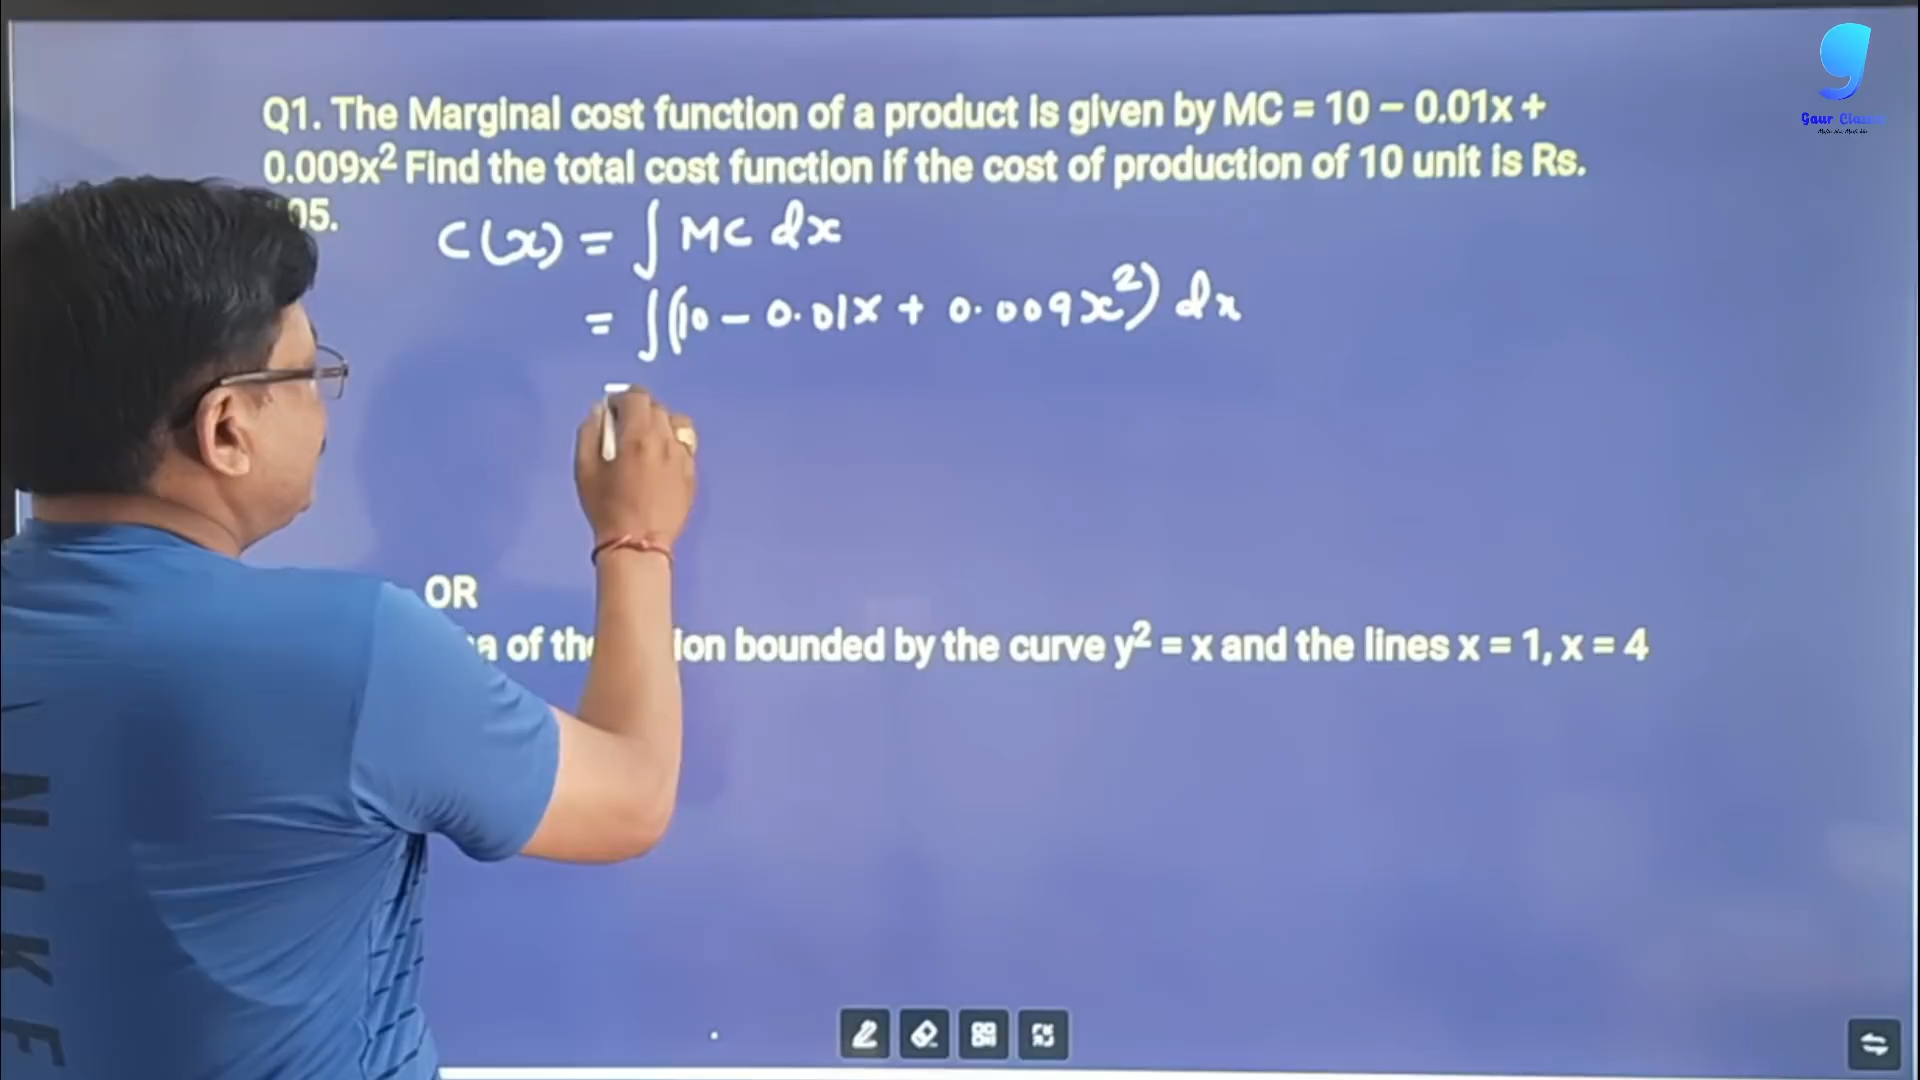 Q1. The Marginal cost function of a product is given by MC = 10 – 0.01x +
0.009x² Find the total cost function if the cost of production of 10 unit is Rs.
05.
C(x) = ∫ MC dx
= ∫(10 – 0.01x + 0.009x²) dx
OR
of the bounded by the curve y² = x and the lines x = 1, x = 4
Gaur Classes
NIKE